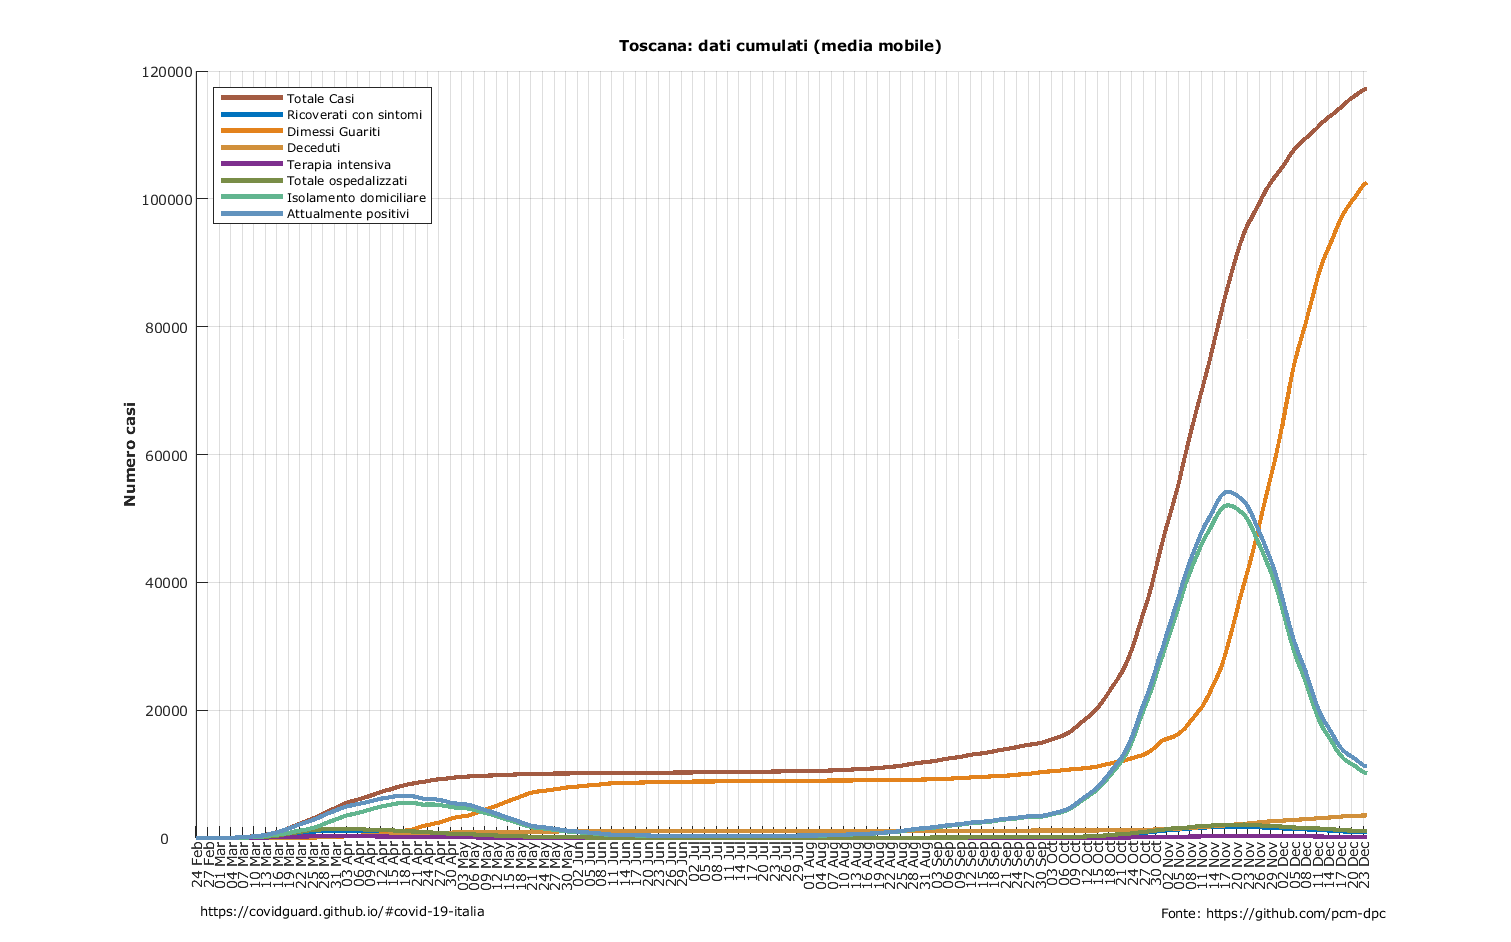 Toscana: dati cumulati (media mobile)
120000
100000
80000
60000
40000
20000
0
Numero casi
Totale Casi
Ricoverati con sintomi
Dimessi Guariti
Deceduti
Terapia intensiva
Totale ospedalizzati
Isolamento domiciliare
Attualmente positivi
24 Feb
27 Feb
01 Mar
04 Mar
07 Mar
10 Mar
13 Mar
16 Mar
19 Mar
22 Mar
25 Mar
28 Mar
31 Mar
03 Apr
06 Apr
09 Apr
12 Apr
15 Apr
18 Apr
21 Apr
24 Apr
27 Apr
30 Apr
03 May
06 May
09 May
12 May
15 May
18 May
21 May
24 May
27 May
30 May
02 Jun
05 Jun
08 Jun
11 Jun
14 Jun
17 Jun
20 Jun
23 Jun
26 Jun
29 Jun
02 Jul
05 Jul
08 Jul
11 Jul
14 Jul
17 Jul
20 Jul
23 Jul
26 Jul
29 Jul
01 Aug
04 Aug
07 Aug
10 Aug
13 Aug
16 Aug
19 Aug
22 Aug
25 Aug
28 Aug
31 Aug
03 Sep
06 Sep
09 Sep
12 Sep
15 Sep
18 Sep
21 Sep
24 Sep
27 Sep
30 Sep
03 Oct
06 Oct
09 Oct
12 Oct
15 Oct
18 Oct
21 Oct
24 Oct
27 Oct
30 Oct
02 Nov
05 Nov
08 Nov
11 Nov
14 Nov
17 Nov
20 Nov
23 Nov
26 Nov
29 Nov
02 Dec
05 Dec
08 Dec
11 Dec
14 Dec
17 Dec
20 Dec
23 Dec
https://covidguard.github.io/#covid-19-italia
Fonte: https://github.com/pcm-dpc